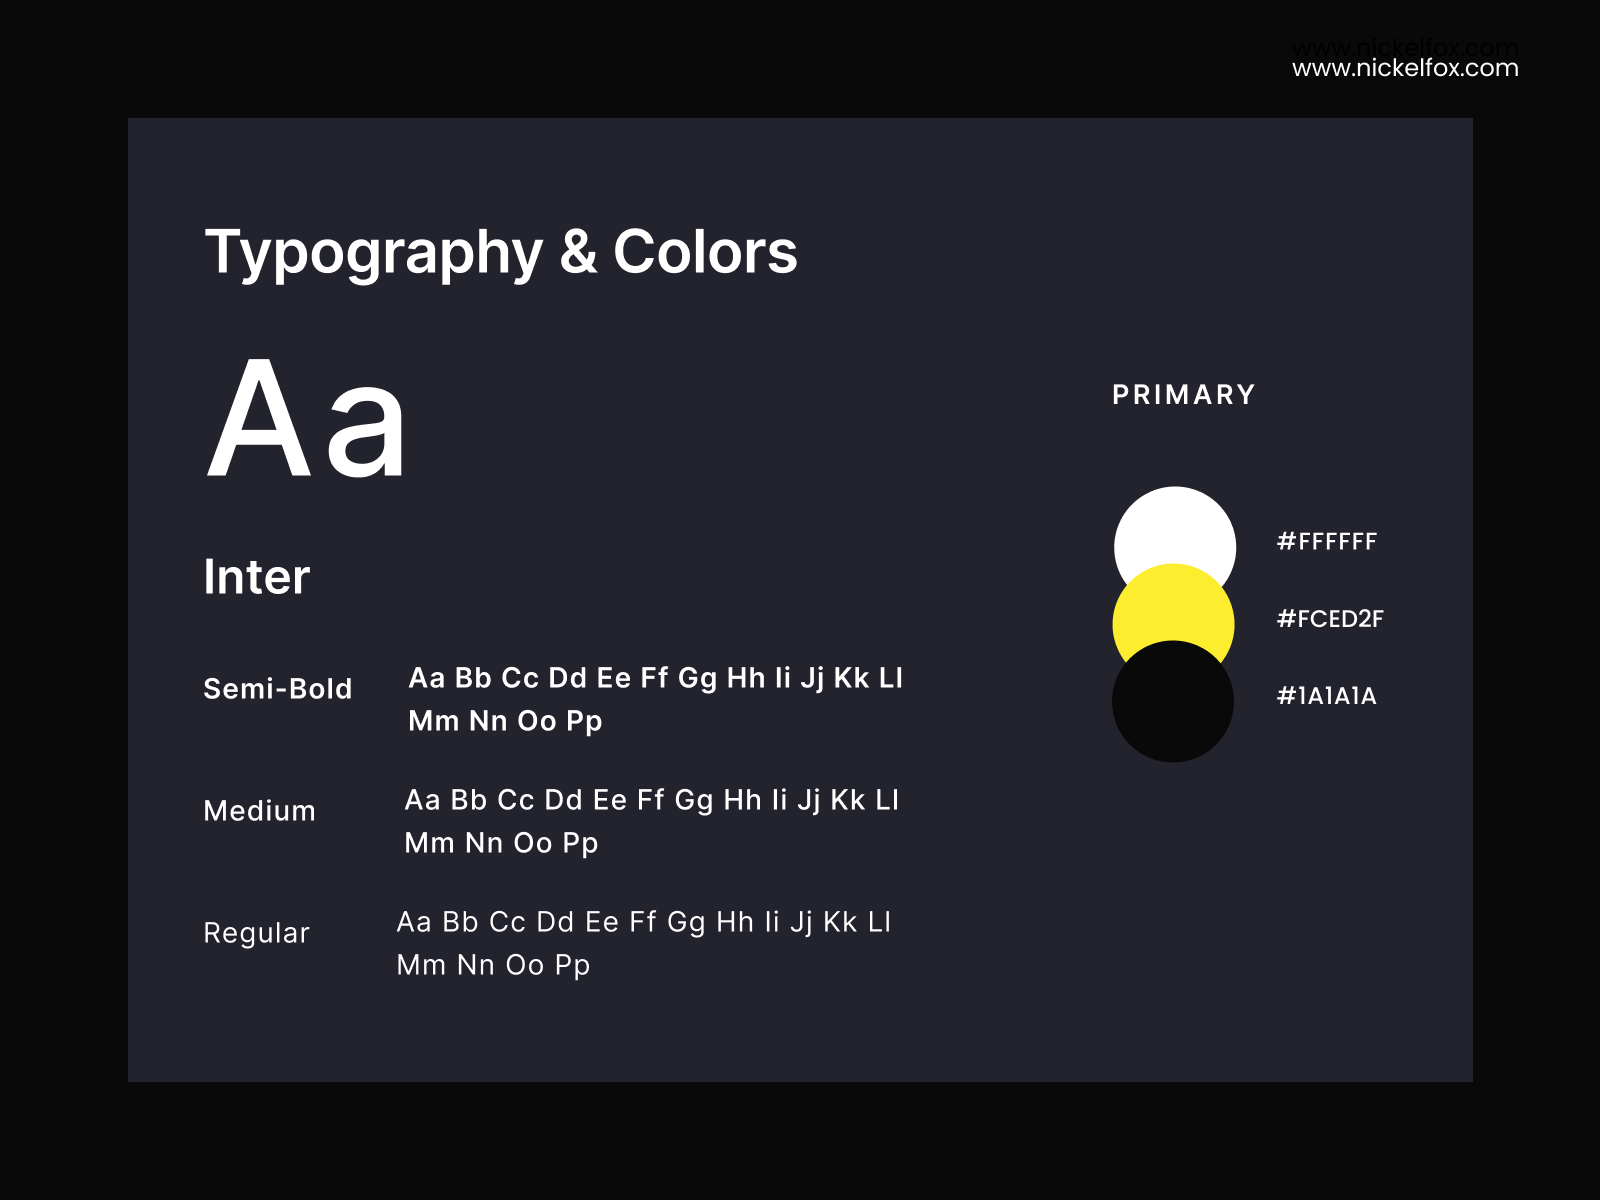 www.nickelfox.com
www.nickelfox.com
Typography & Colors
Aa
PRIMARY
Inter
#FFFFFF
#FCED2F
#1A1A1A
Semi-Bold
Aa Bb Cc Dd Ee Ff Gg Hh Ii Jj Kk Ll
Mm Nn Oo Pp
Medium
Aa Bb Cc Dd Ee Ff Gg Hh Ii Jj Kk Ll
Mm Nn Oo Pp
Regular
Aa Bb Cc Dd Ee Ff Gg Hh Ii Jj Kk Ll
Mm Nn Oo Pp